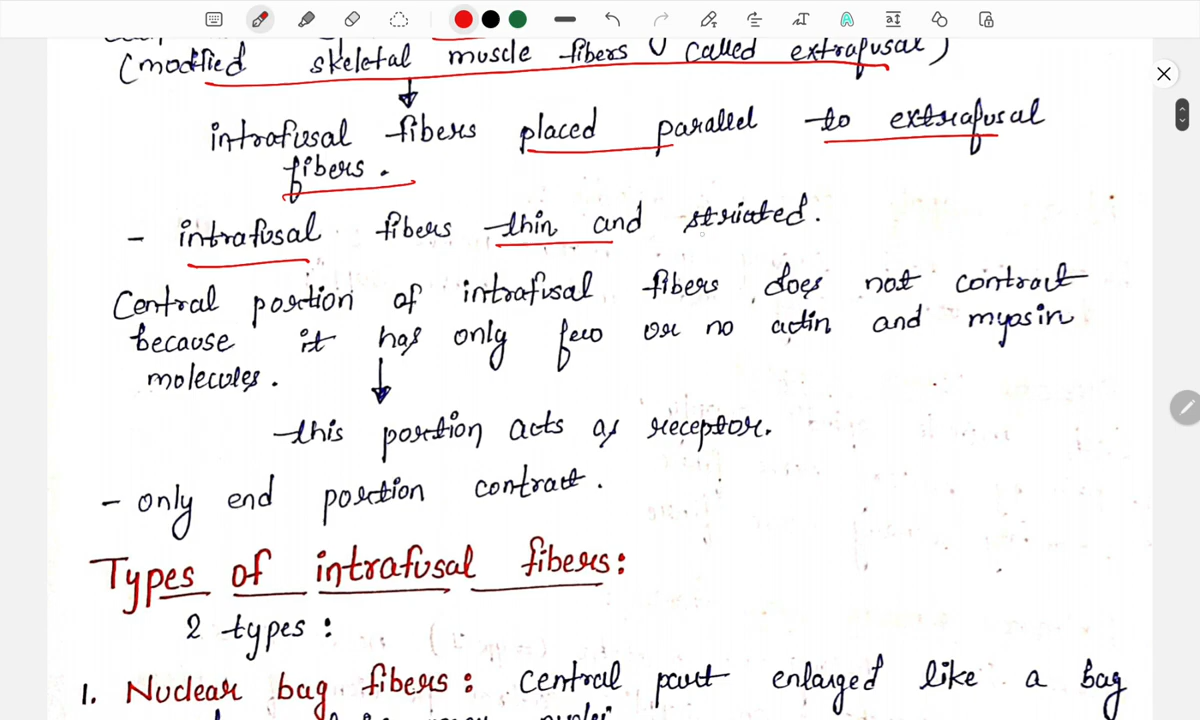 (modified skeletal muscle fibers called extrafusal)
intrafusal fibers placed parallel to extrafusal
fibers.
- intrafusal fibers thin and striated.
Central portion of intrafusal fibers does not contract
because it has only few or no actin and myosin
molecules.
this portion acts as receptor.
- only end portion contract.
Types of intrafusal fibers:
2 types:
1. Nuclear bag fibers: central part enlarged like a bag
nuclei